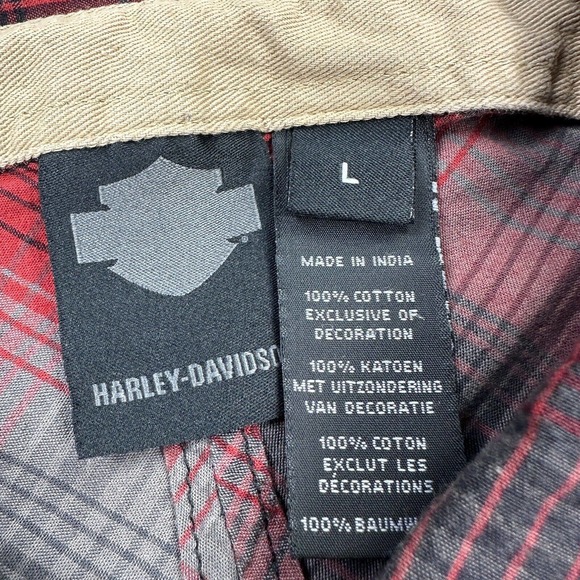 ®
HARLEY-DAVIDSO
L
MADE IN INDIA
100% COTTON
EXCLUSIVE OF
DECORATION
100% KATOEN
MET UITZONDERING
VAN DECORATIE
100% COTON
EXCLUT LES
DÉCORATIONS
100% BAUMW